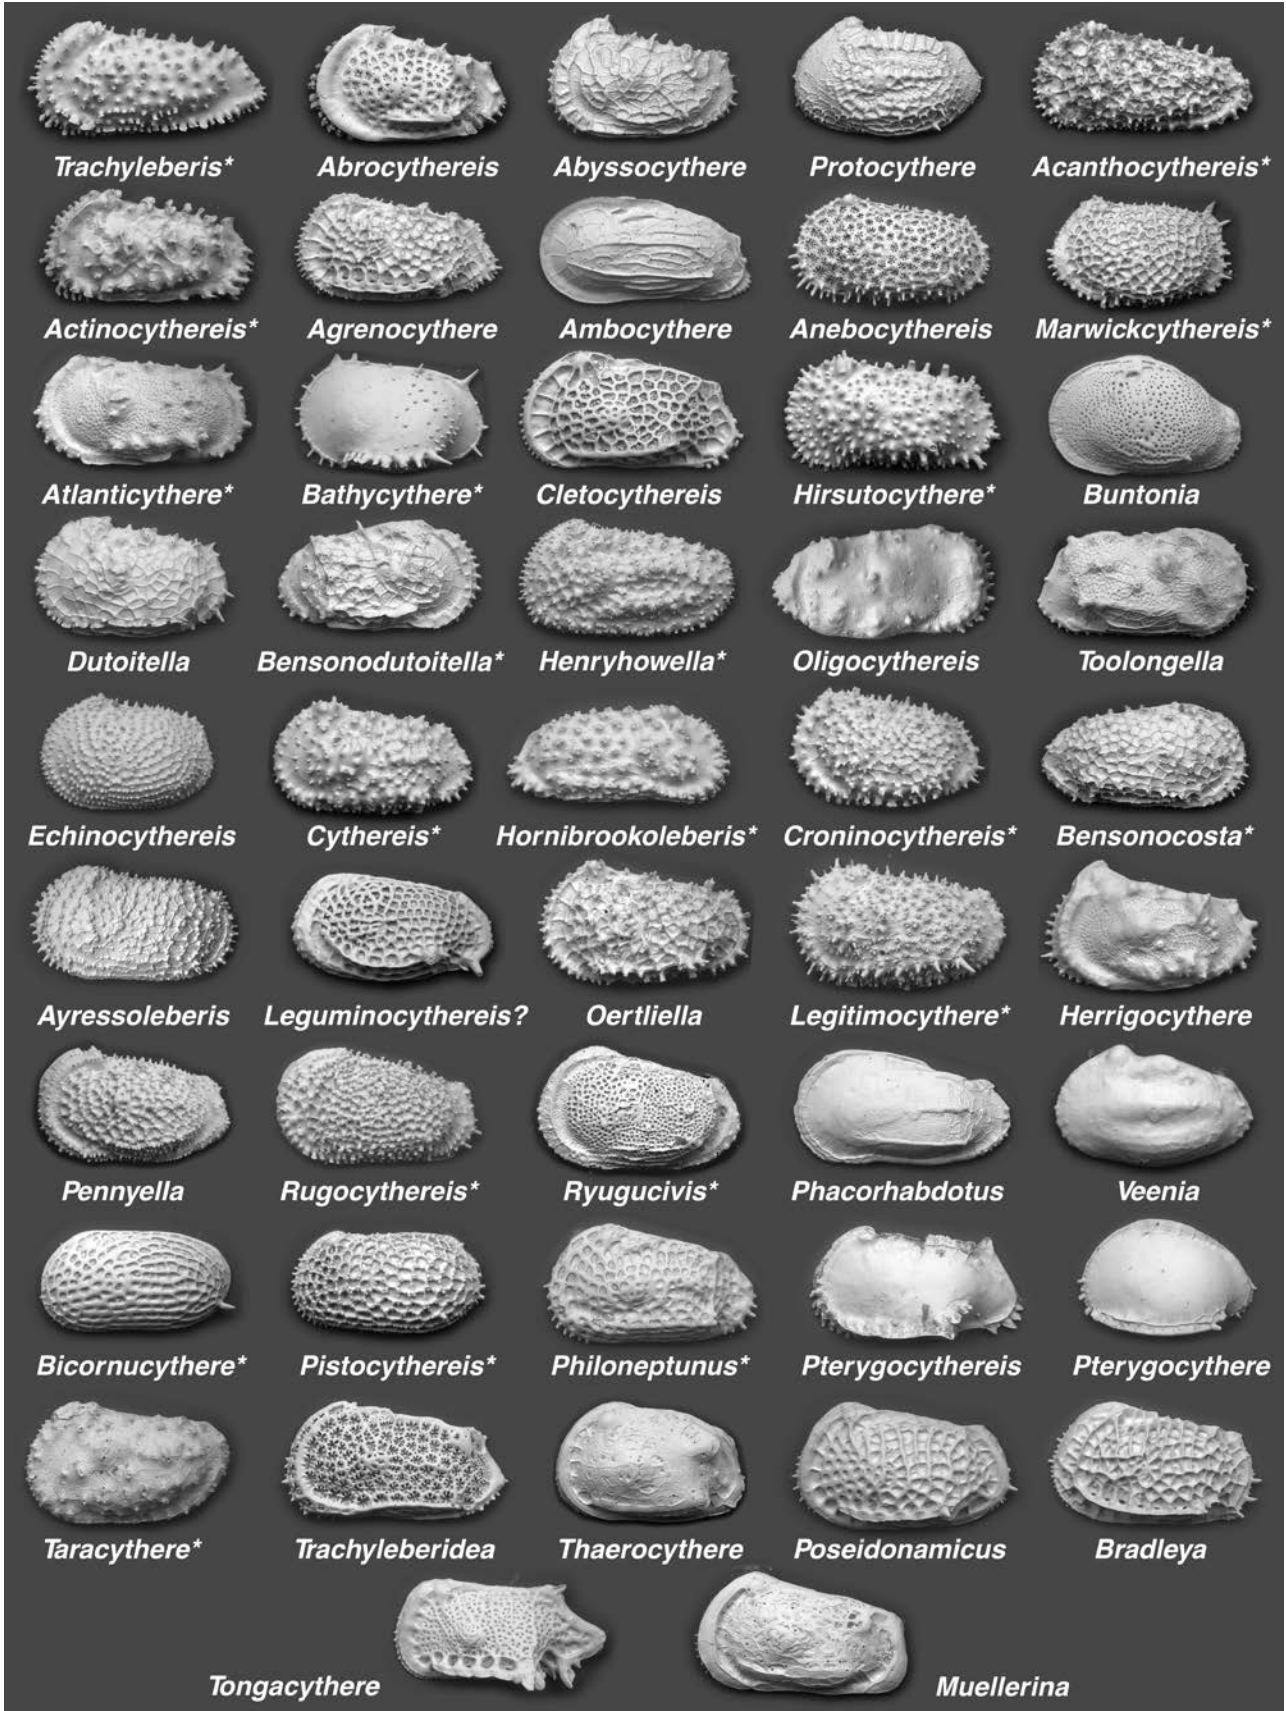 Trachyleberis* Abrocythereis Abyssocythere Protocythere Acanthocythereis*
Actinocythereis* Agrenocythere Ambocythere Anebocythereis Marwickcythereis*
Atlanticythere* Bathycythere* Cletocythereis Hirsutocythere* Buntonia
Dutoitella Bensonodutoitella* Henryhowella* Oligocythereis Toolongella
Echinocythereis Cythereis* Hornibrookoleberis* Croninocythereis* Bensonocosta*
Ayressoleberis Leguminocythereis? Oertliella Legitimocythere* Herrigocythere
Pennyella Rugocythereis* Ryugucivis* Phacorhabdotus Veenia
Bicornucythere* Pistocythereis* Philoneptunus* Pterygocythereis Pterygocythere
Taracythere* Trachyleberidea Thaerocythere Poseidonamicus Bradleya
Tongacythere Muellerina